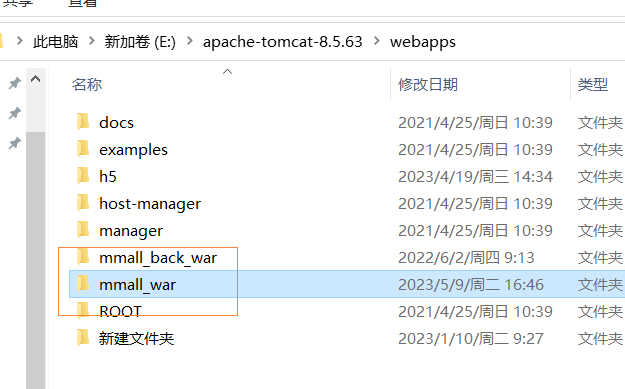 共享 查看
此电脑 新加卷 (E:) apache-tomcat-8.5.63 webapps
名称 修改日期 类型
docs 2021/4/25/周日 10:39 文件夹
examples 2021/4/25/周日 10:39 文件夹
h5 2023/4/19/周三 14:34 文件夹
host-manager 2021/4/25/周日 10:39 文件夹
manager 2021/4/25/周日 10:39 文件夹
mmall_back_war 2022/6/2/周四 9:13 文件夹
mmall_war 2023/5/9/周二 16:46 文件夹
ROOT 2021/4/25/周日 10:39 文件夹
新建文件夹 2023/1/10/周二 9:27 文件夹